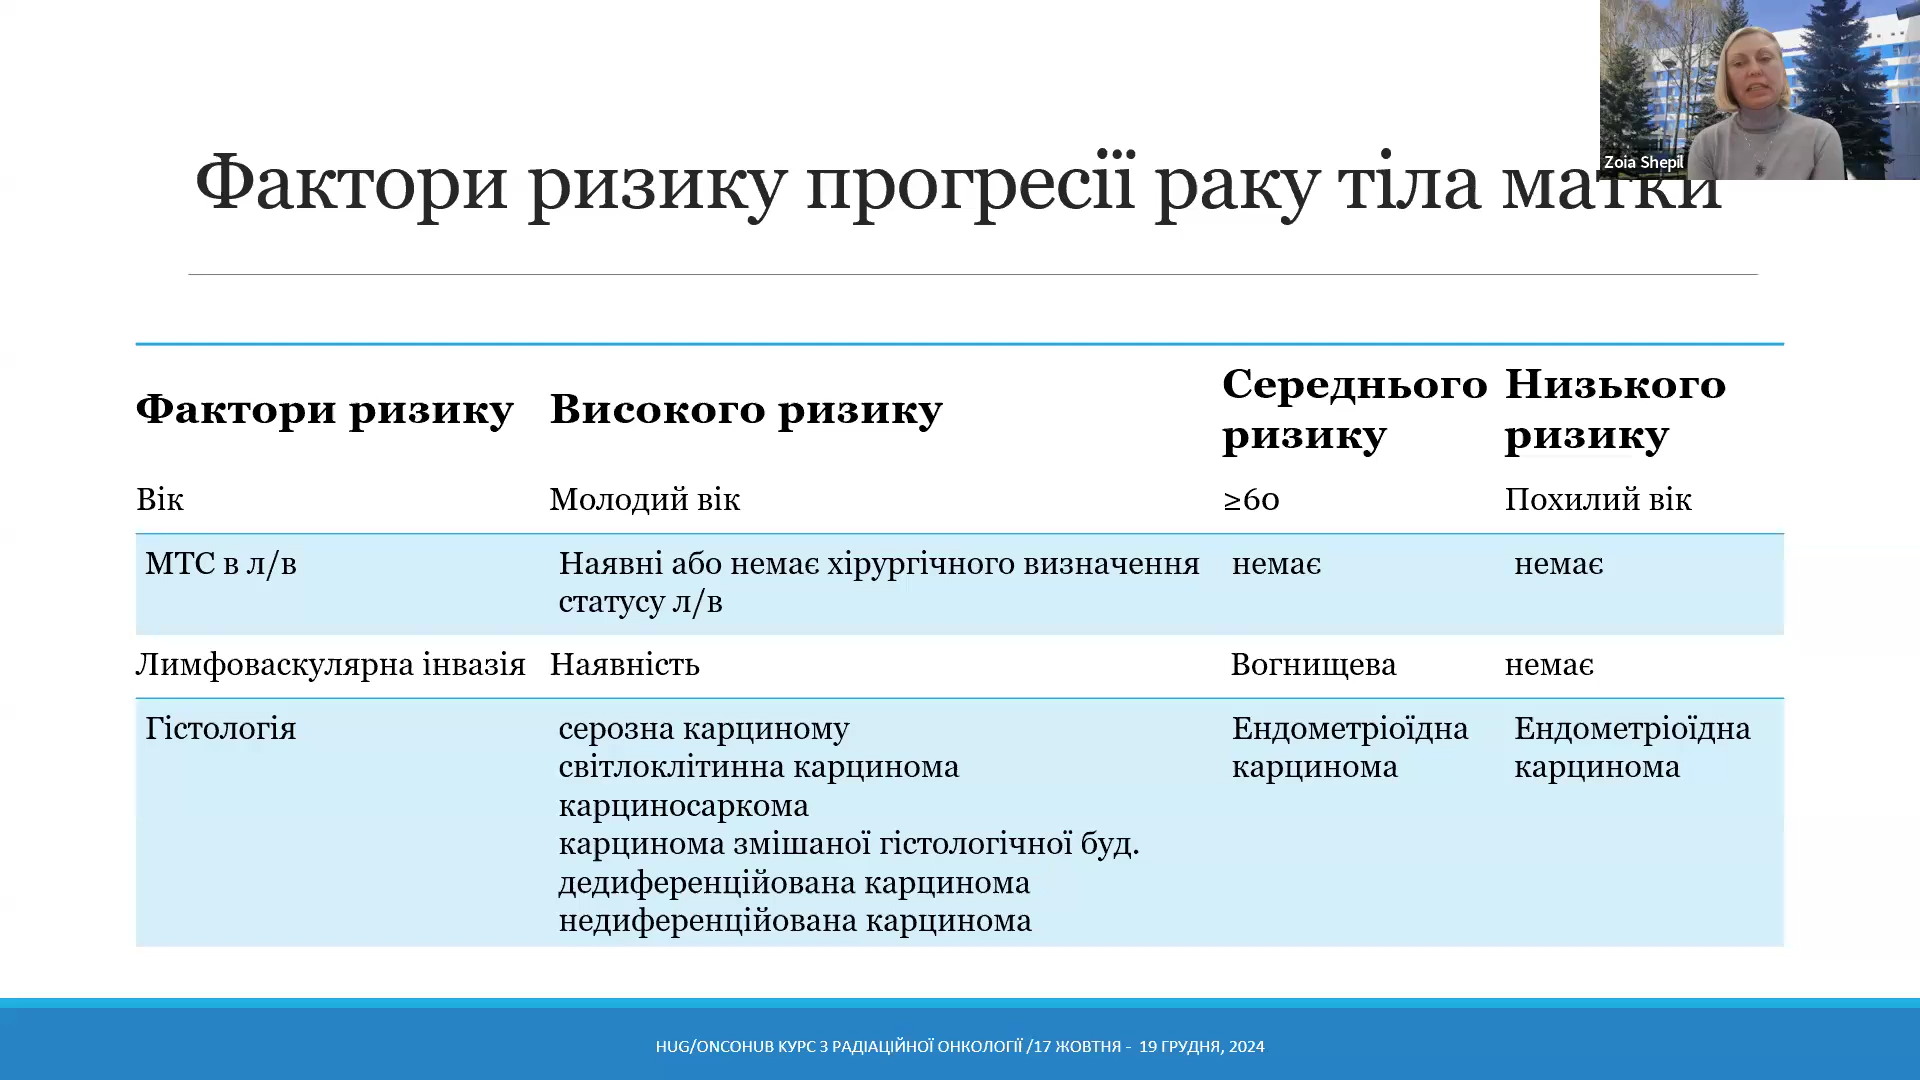 Zoia Shepil
Фактори ризику прогресії раку тіла матки
Фактори ризику
Високого ризику
Середнього ризику
Низького ризику
Вік
Молодий вік
≥60
Похилий вік
МТС в л/в
Наявні або немає хірургічного визначення
статусу л/в
немає
немає
Лимфоваскулярна інвазія
Наявність
Вогнищева
немає
Гістологія
серозна карциному
світлоклітинна карцинома
карциносаркома
карцинома змішаної гістологічної буд.
дедиференційована карцинома
недиференційована карцинома
Ендометріоїдна
карцинома
Ендометріоїдна
карцинома
HUG/ONCOHUB КУРС З РАДІАЦІЙНОЇ ОНКОЛОГІЇ /17 ЖОВТНЯ - 19 ГРУДНЯ, 2024